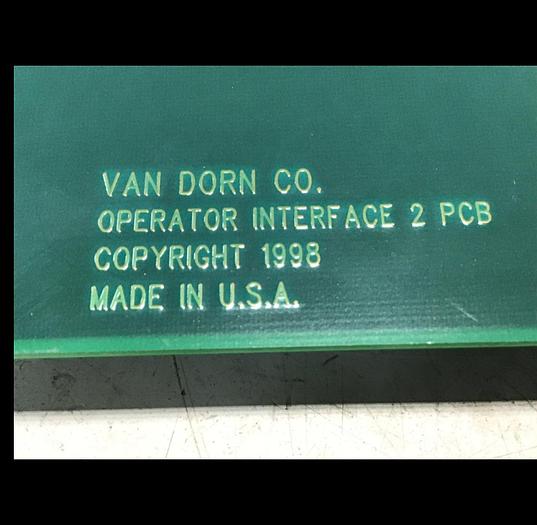 VAN DORN CO.
OPERATOR INTERFACE 2 PCB
COPYRIGHT 1998
MADE IN U.S.A.